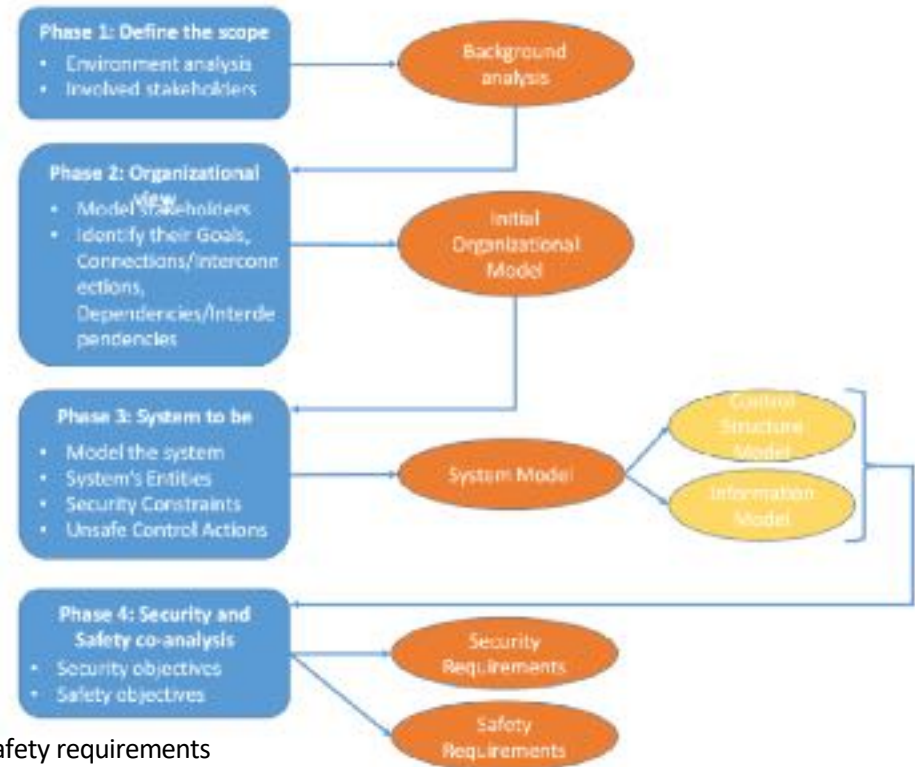 Phase 1: Define the scope
• Environment analysis
• Involved stakeholders
Background
analysis
Phase 2: Organizational
view
• Model stakeholders
• Identify their Goals,
Connections/Interconn
ections,
Dependencies/Interde
pendencies
Initial
Organizational
Model
Phase 3: System to be
• Model the system
• System's Entities
• Security Constraints
• Unsafe Control Actions
System Model
Control
Structure
Model
Information
Model
Phase 4: Security and
Safety co-analysis
• Security objectives
• Safety objectives
Security
Requirements
Safety
Requirements
afety requirements